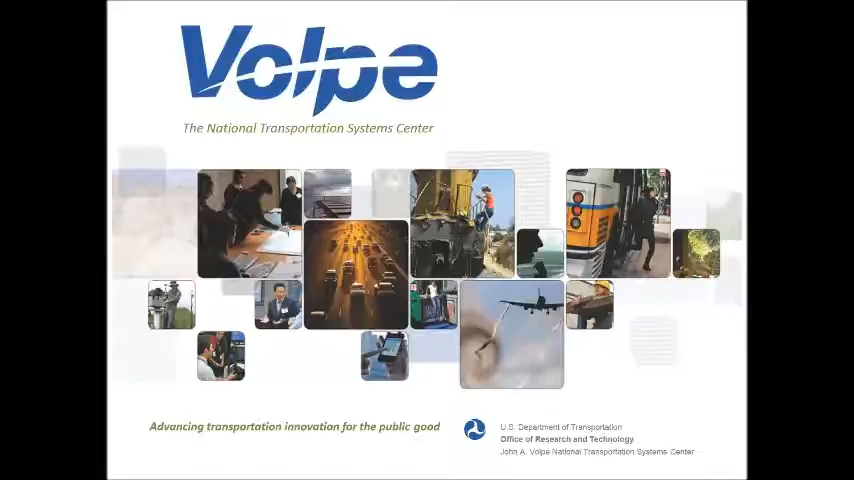 Volpe
The National Transportation Systems Center
Advancing transportation innovation for the public good
U.S. Department of Transportation
Office of Research and Technology
John A. Volpe National Transportation Systems Center